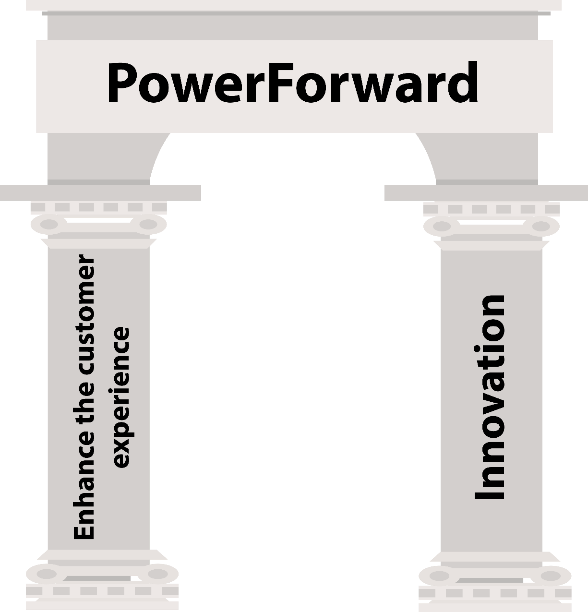 PowerForward
Enhance the customer
experience
Innovation